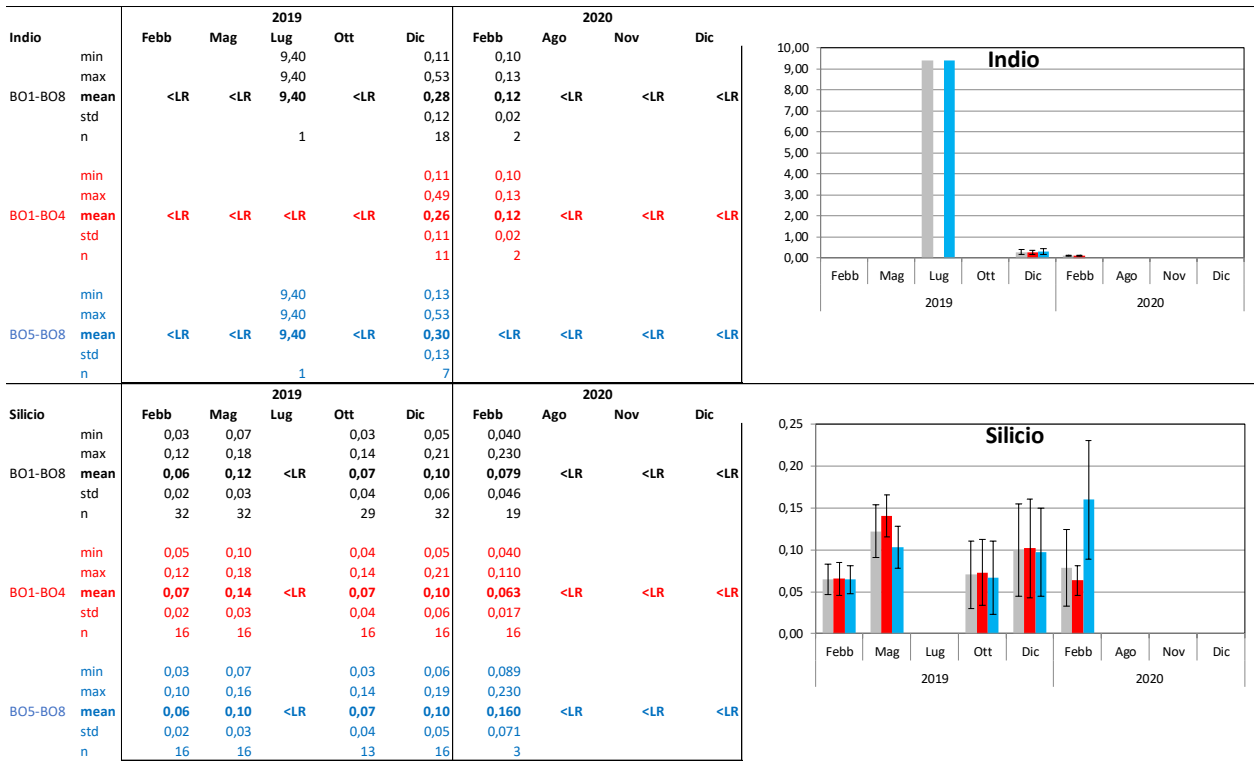 2019 2020
Indio Febb Mag Lug Ott Dic Febb Ago Nov Dic
min 9,40 0,11 0,10
max 9,40 0,53 0,13
BO1-BO8 mean <LR <LR 9,40 <LR 0,28 0,12 <LR <LR <LR
std 0,12 0,02
n 1 18 2
min 0,11 0,10
max 0,49 0,13
BO1-BO4 mean <LR <LR <LR <LR 0,26 0,12 <LR <LR <LR
std 0,11 0,02
n 11 2
min 9,40 0,13
max 9,40 0,53
BO5-BO8 mean <LR <LR 9,40 <LR 0,30 <LR <LR <LR <LR
std 0,13
n 1 7
Indio
10,00
9,00
8,00
7,00
6,00
5,00
4,00
3,00
2,00
1,00
0,00
Febb Mag Lug Ott Dic Febb Ago Nov Dic
2019 2020
2019 2020
Silicio Febb Mag Lug Ott Dic Febb Ago Nov Dic
min 0,03 0,07 0,03 0,05 0,040
max 0,12 0,18 0,14 0,21 0,230
BO1-BO8 mean 0,06 0,12 <LR 0,07 0,10 0,079 <LR <LR <LR
std 0,02 0,03 0,04 0,06 0,046
n 32 32 29 32 19
min 0,05 0,10 0,04 0,05 0,040
max 0,12 0,18 0,14 0,21 0,110
BO1-BO4 mean 0,07 0,14 <LR 0,07 0,10 0,063 <LR <LR <LR
std 0,02 0,03 0,04 0,06 0,017
n 16 16 16 16 16
min 0,03 0,07 0,03 0,06 0,089
max 0,10 0,16 0,14 0,19 0,230
BO5-BO8 mean 0,06 0,10 <LR 0,07 0,10 0,160 <LR <LR <LR
std 0,02 0,03 0,04 0,05 0,071
n 16 16 13 16 3
Silicio
0,25
0,20
0,15
0,10
0,05
0,00
Febb Mag Lug Ott Dic Febb Ago Nov Dic
2019 2020